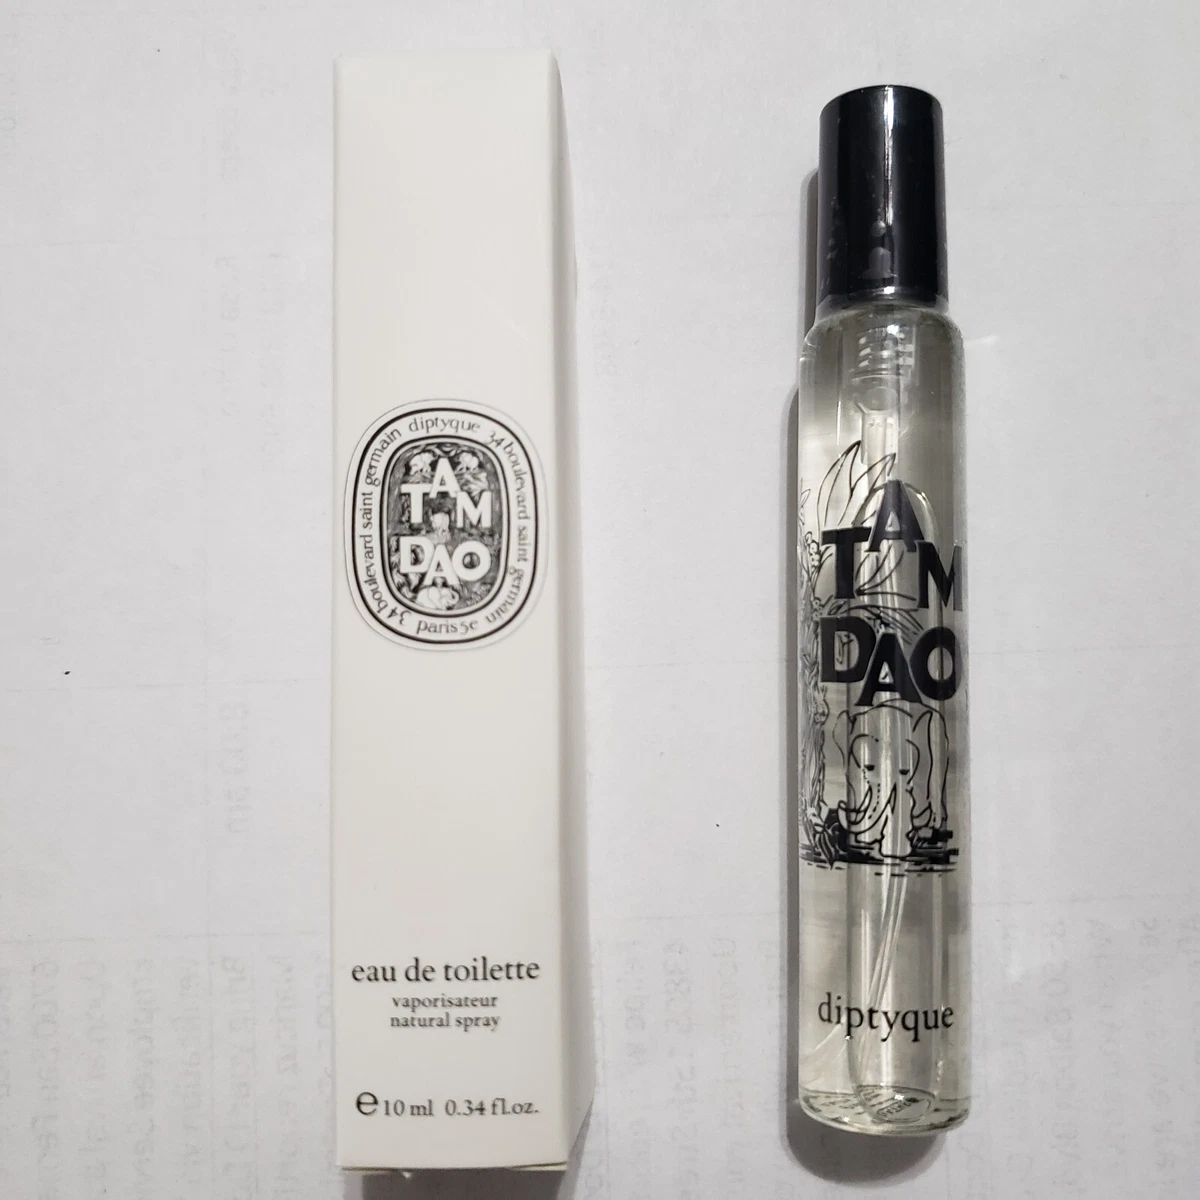 diptyque 34 boulevard saint germain paris 5e 34 boulevard saint germain
TAM
DAO
eau de toilette
vaporisateur
natural spray
e 10 ml 0.34 fl.oz.
TAM
DAO
diptyque